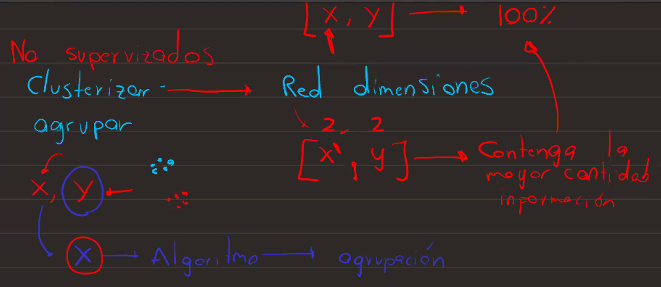 [X, Y] → 100%
No supervizados
Clusterizar → Red dimensiones
agrupar
2, 2
[X', y] → Contenga la
mayor cantidad
información
X, Y
X → Algoritmo → agrupación